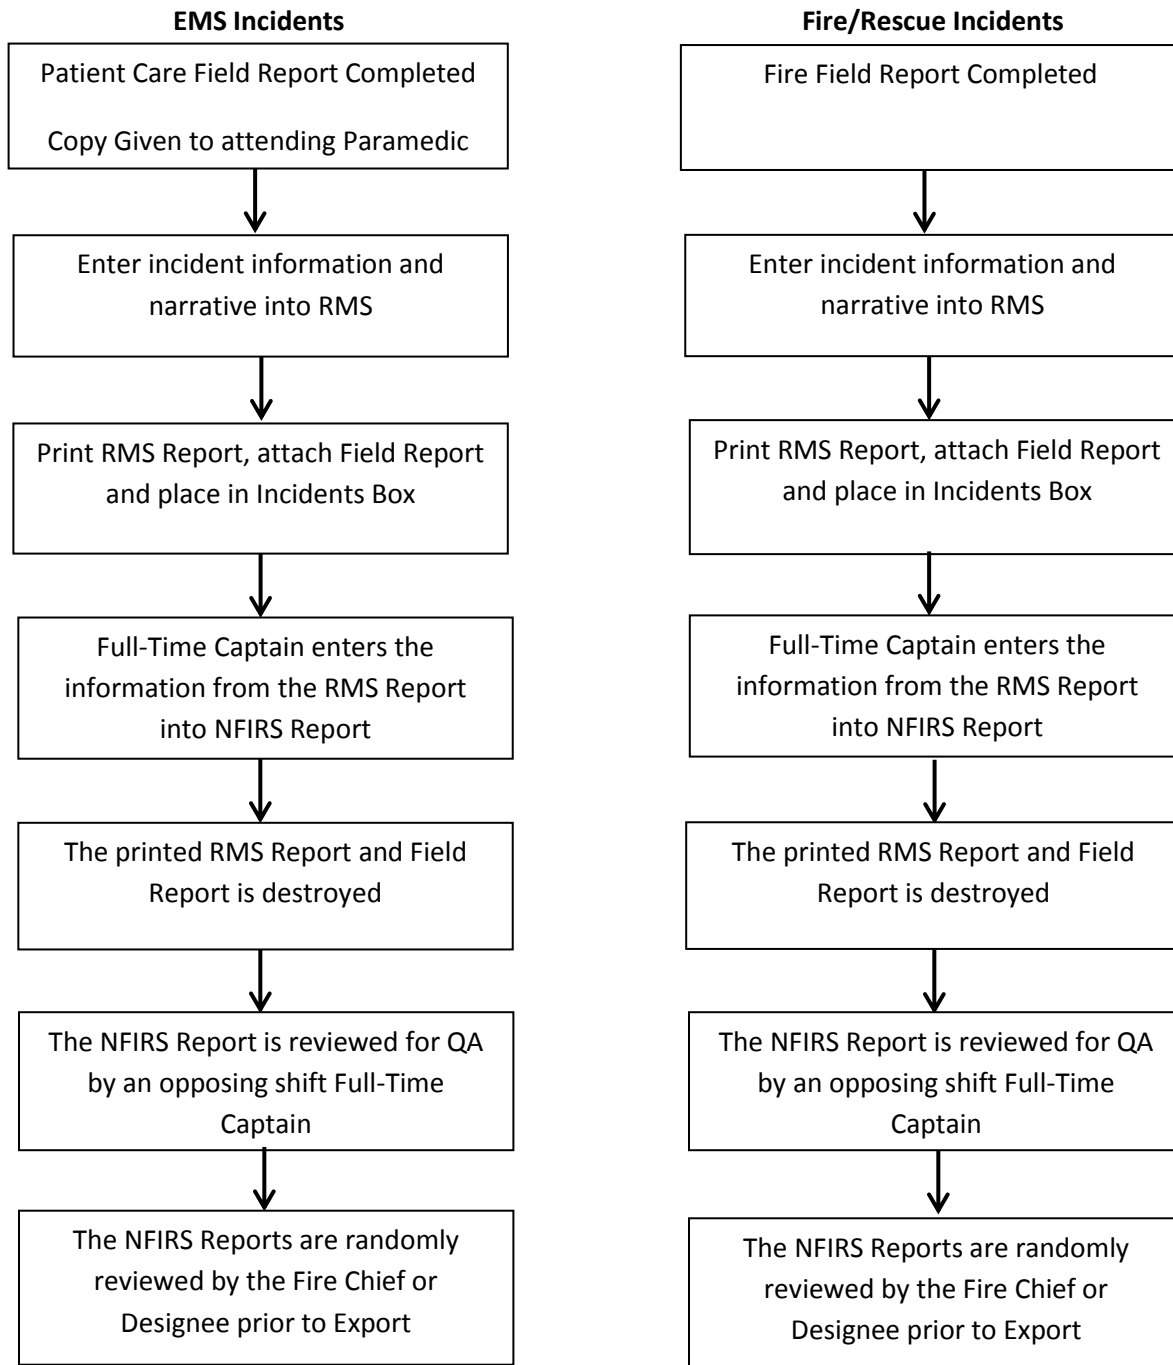 EMS Incidents
Patient Care Field Report Completed
Copy Given to attending Paramedic
Enter incident information and
narrative into RMS
Print RMS Report, attach Field Report
and place in Incidents Box
Full-Time Captain enters the
information from the RMS Report
into NFIRS Report
The printed RMS Report and Field
Report is destroyed
The NFIRS Report is reviewed for QA
by an opposing shift Full-Time
Captain
The NFIRS Reports are randomly
reviewed by the Fire Chief or
Designee prior to Export
Fire/Rescue Incidents
Fire Field Report Completed
Enter incident information and
narrative into RMS
Print RMS Report, attach Field Report
and place in Incidents Box
Full-Time Captain enters the
information from the RMS Report
into NFIRS Report
The printed RMS Report and Field
Report is destroyed
The NFIRS Report is reviewed for QA
by an opposing shift Full-Time
Captain
The NFIRS Reports are randomly
reviewed by the Fire Chief or
Designee prior to Export